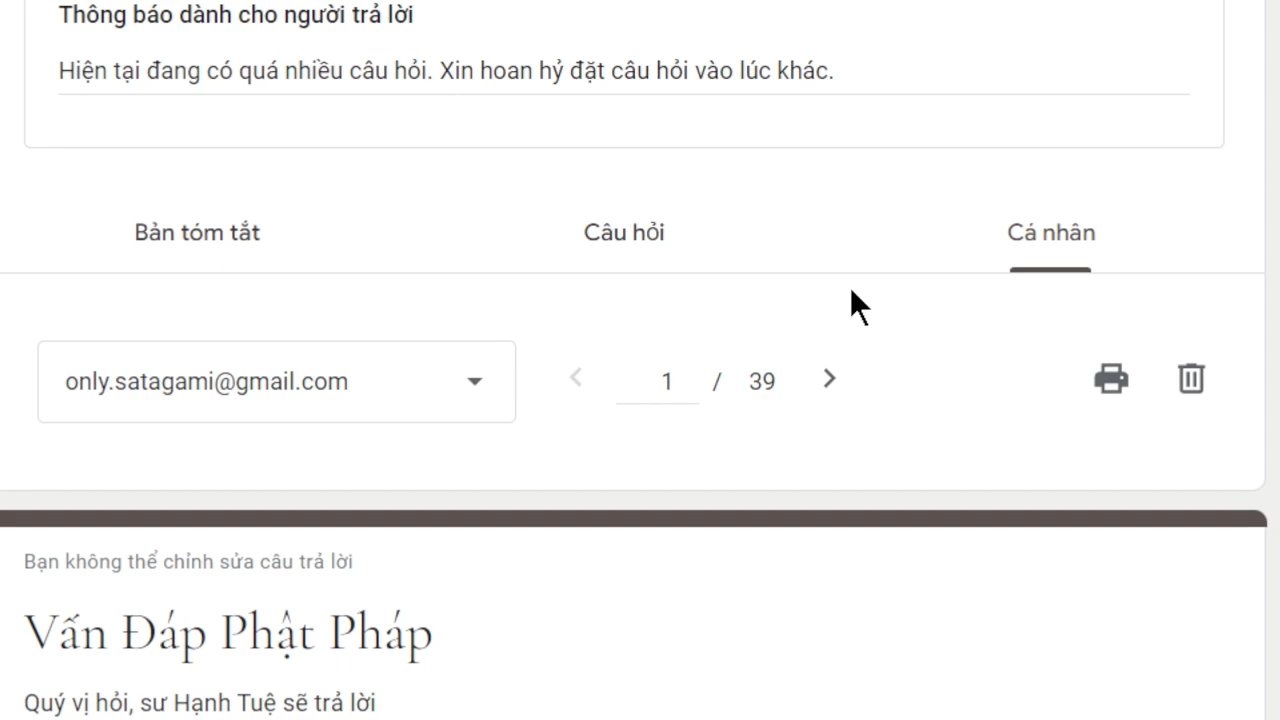 Thông báo dành cho người trả lời
Hiện tại đang có quá nhiều câu hỏi. Xin hoan hỷ đặt câu hỏi vào lúc khác.
Bản tóm tắt
Câu hỏi
Cá nhân
only.satagami@gmail.com
1 / 39
Bạn không thể chỉnh sửa câu trả lời
Vấn Đáp Phật Pháp
Quý vị hỏi, sư Hạnh Tuệ sẽ trả lời